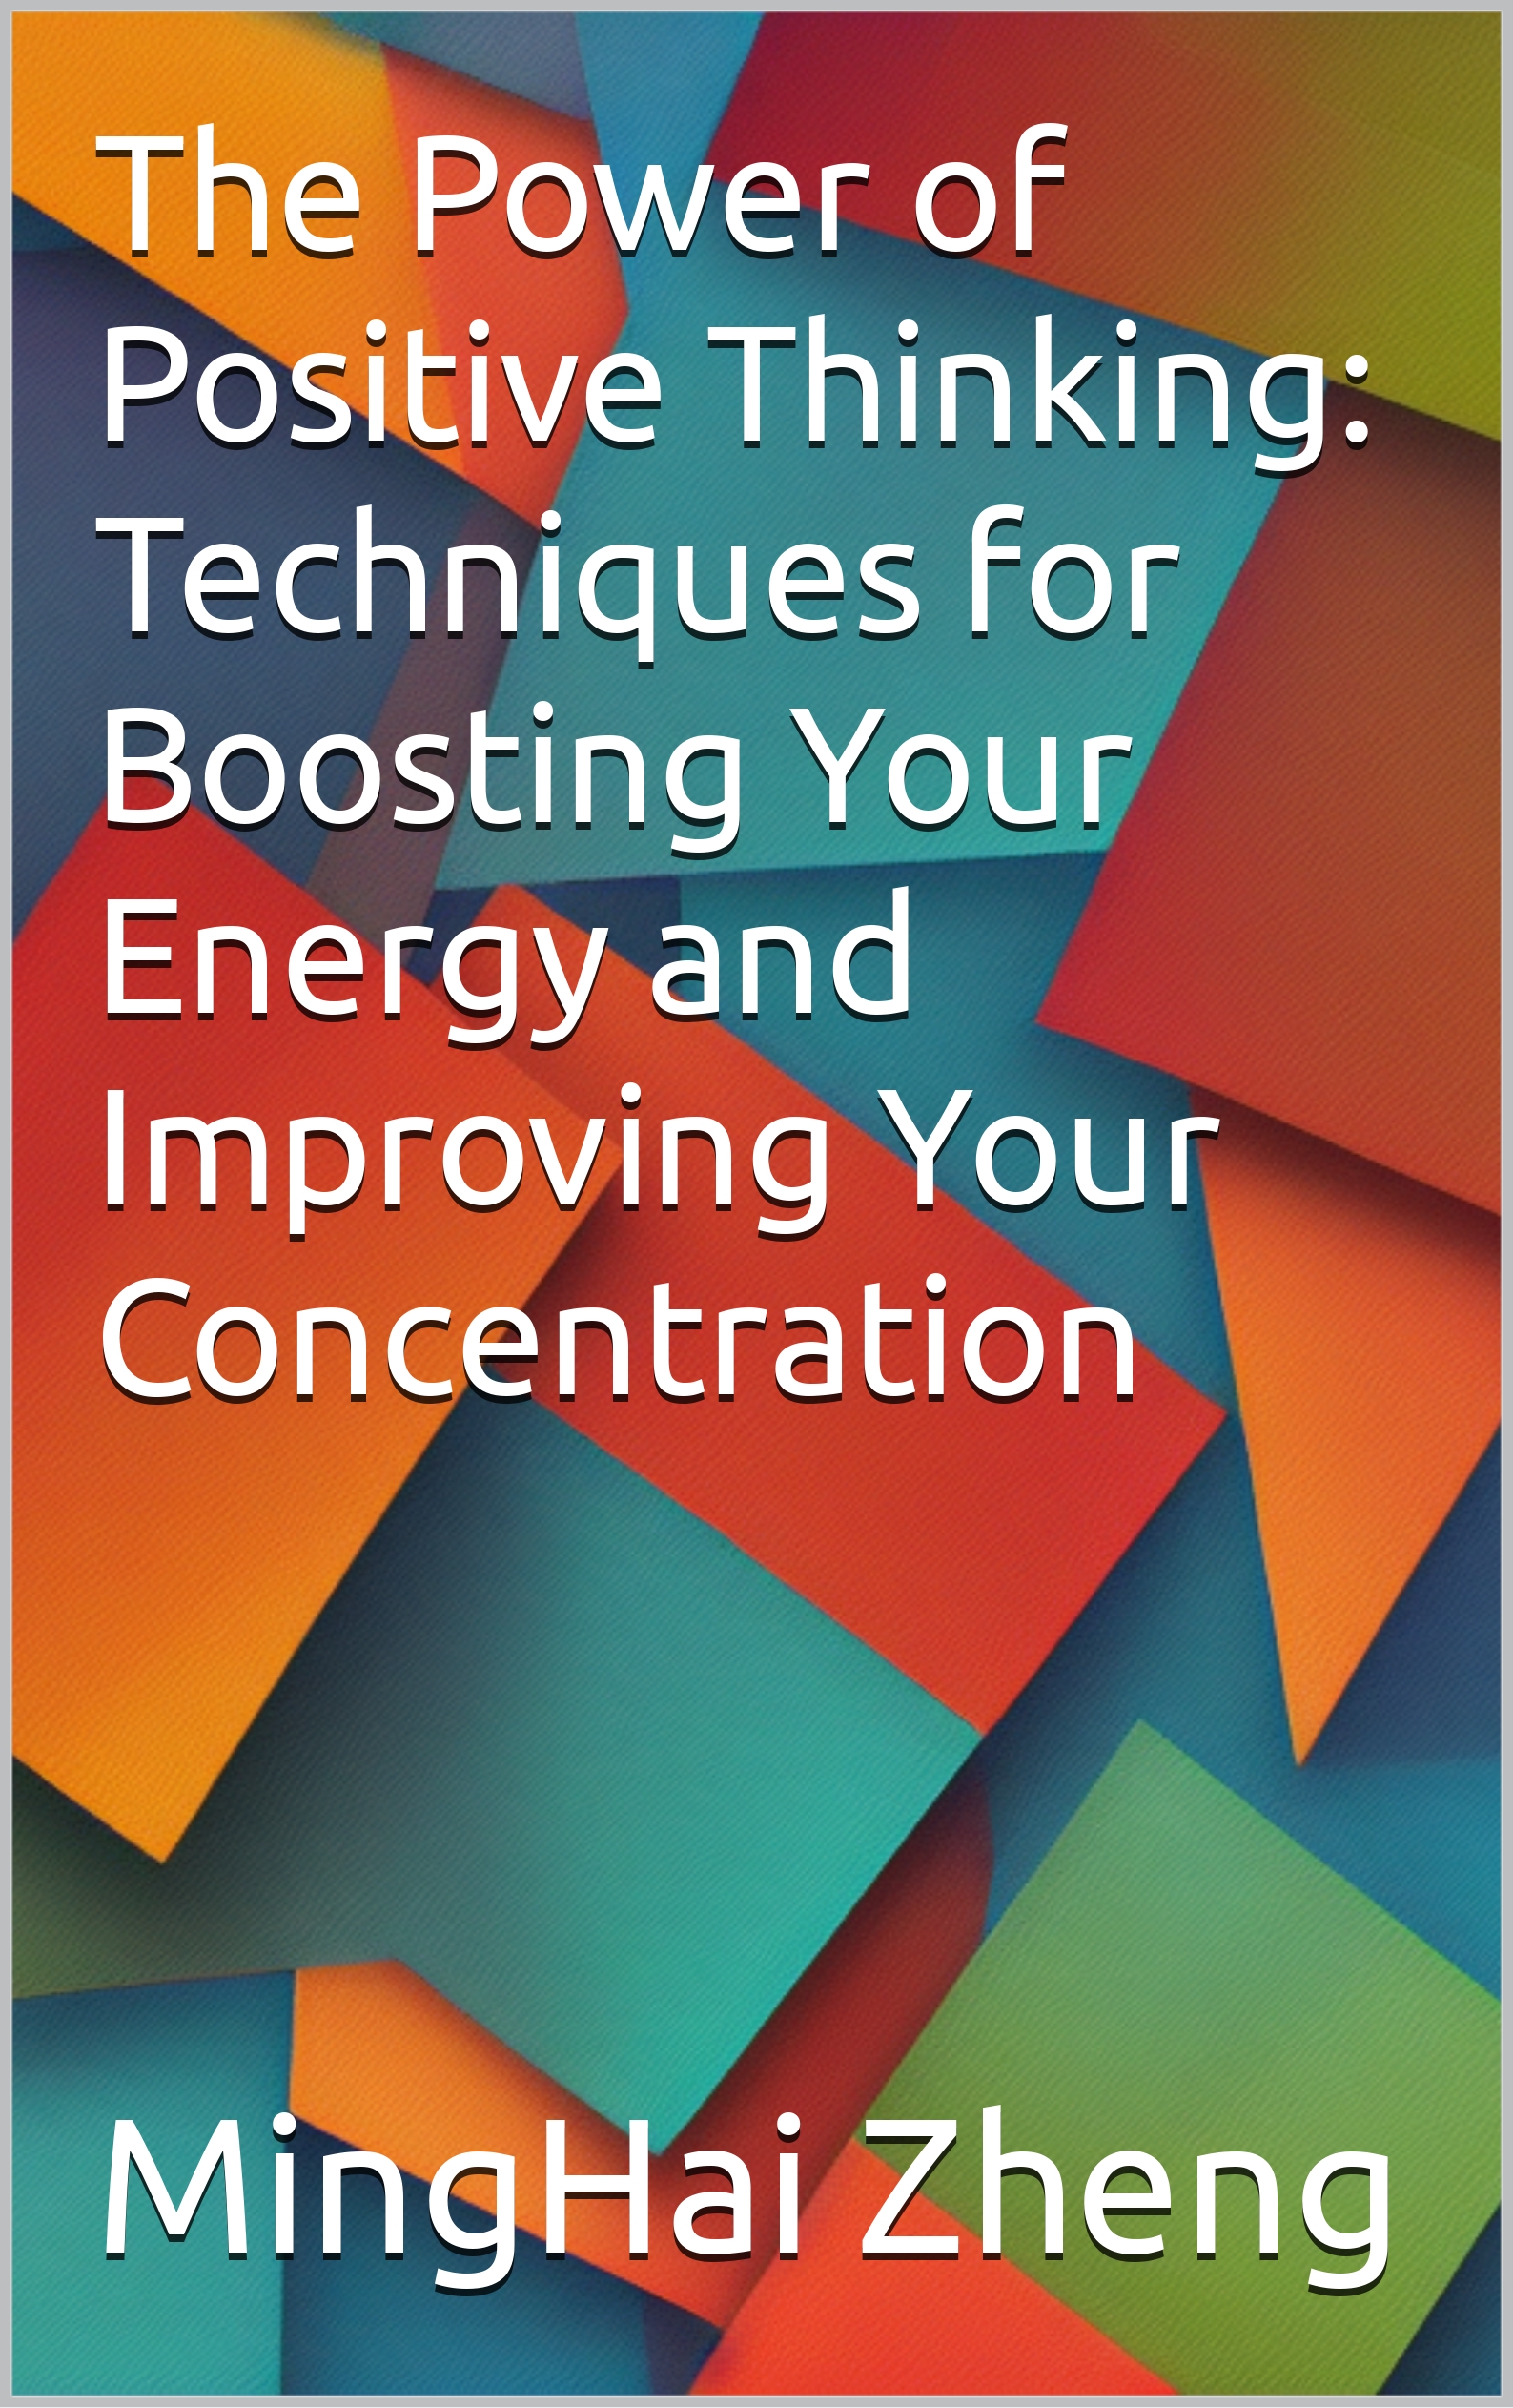 The Power of
Positive Thinking:
Techniques for
Boosting Your
Energy and
Improving Your
Concentration
MingHai Zheng